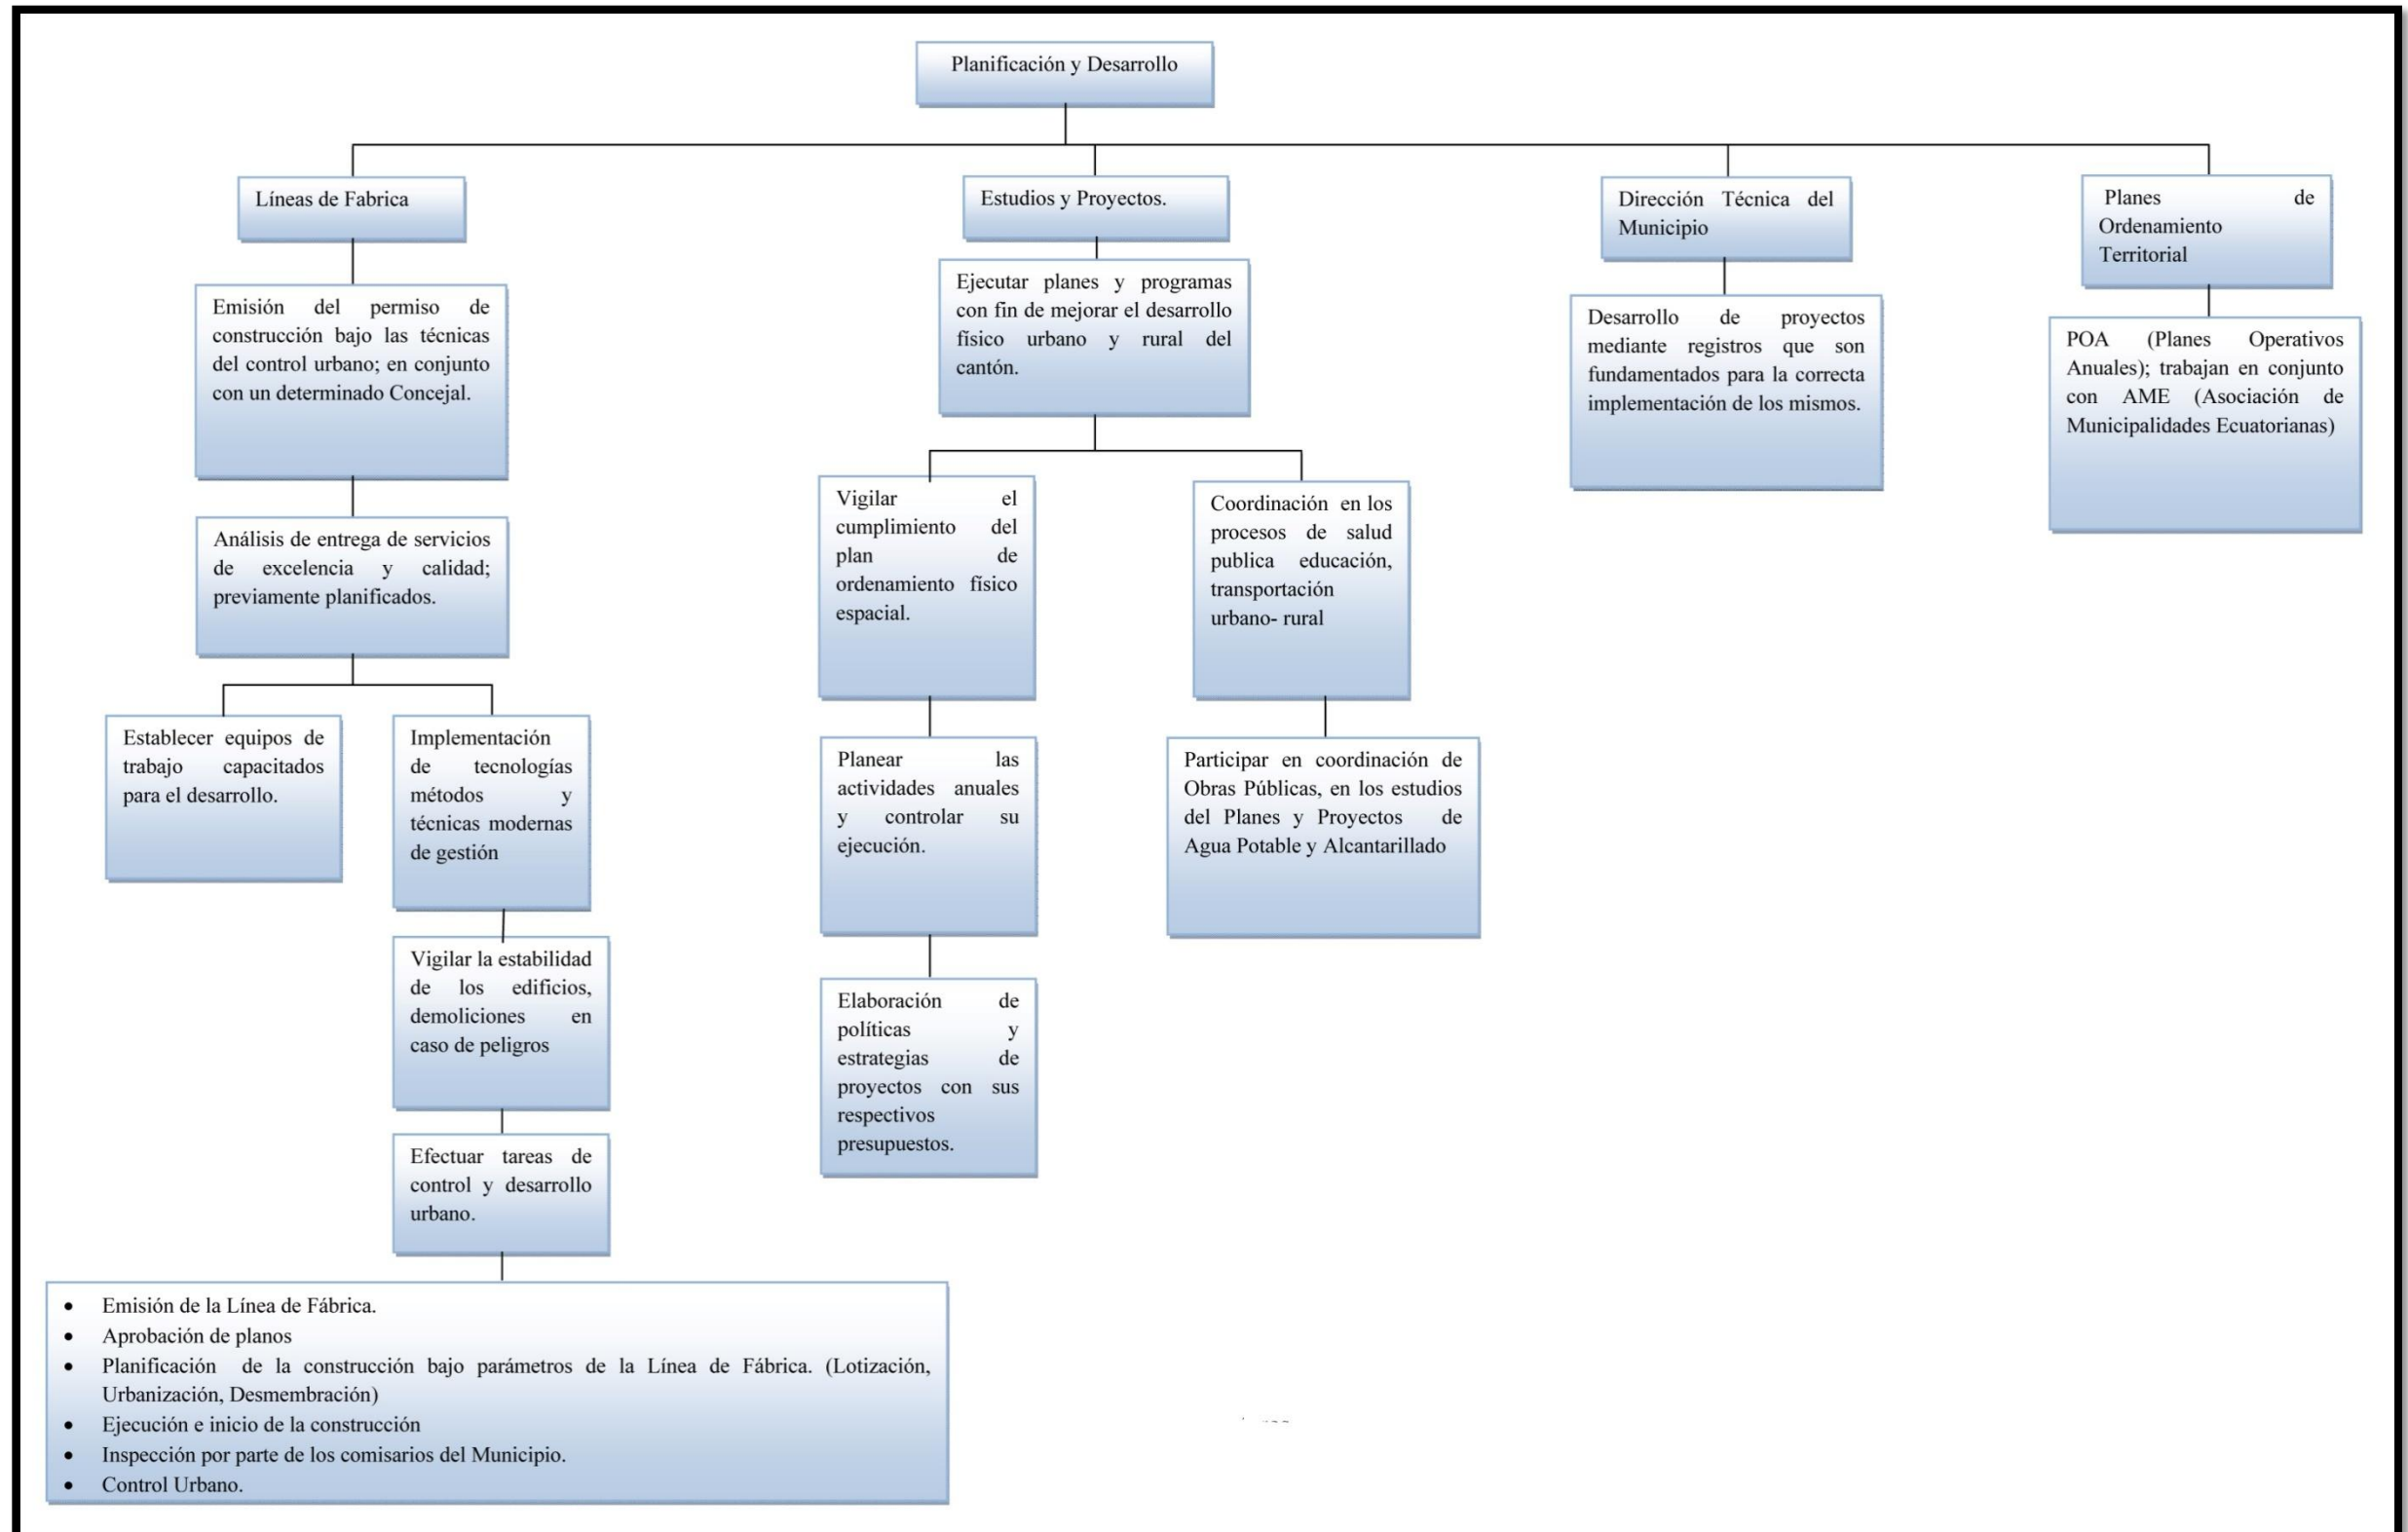 Planificación y Desarrollo
Líneas de Fabrica
Emisión del permiso de
construcción bajo las técnicas
del control urbano; en conjunto
con un determinado Concejal.
Análisis de entrega de servicios
de excelencia y calidad;
previamente planificados.
Establecer equipos de
trabajo capacitados
para el desarrollo.
Implementación
de tecnologías
métodos y
técnicas modernas
de gestión
Vigilar la estabilidad
de los edificios,
demoliciones en
caso de peligros
Efectuar tareas de
control y desarrollo
urbano.
• Emisión de la Línea de Fábrica.
• Aprobación de planos
• Planificación de la construcción bajo parámetros de la Línea de Fábrica. (Lotización,
Urbanización, Desmembración)
• Ejecución e inicio de la construcción
• Inspección por parte de los comisarios del Municipio.
• Control Urbano.
Estudios y Proyectos.
Ejecutar planes y programas
con fin de mejorar el desarrollo
físico urbano y rural del
cantón.
Vigilar el
cumplimiento del
plan de
ordenamiento físico
espacial.
Planear las
actividades anuales
y controlar su
ejecución.
Elaboración de
políticas y
estrategias de
proyectos con sus
respectivos
presupuestos.
Coordinación en los
procesos de salud
publica educación,
transportación
urbano- rural
Participar en coordinación de
Obras Públicas, en los estudios
del Planes y Proyectos de
Agua Potable y Alcantarillado
Dirección Técnica del
Municipio
Desarrollo de proyectos
mediante registros que son
fundamentados para la correcta
implementación de los mismos.
Planes de
Ordenamiento
Territorial
POA (Planes Operativos
Anuales); trabajan en conjunto
con AME (Asociación de
Municipalidades Ecuatorianas)